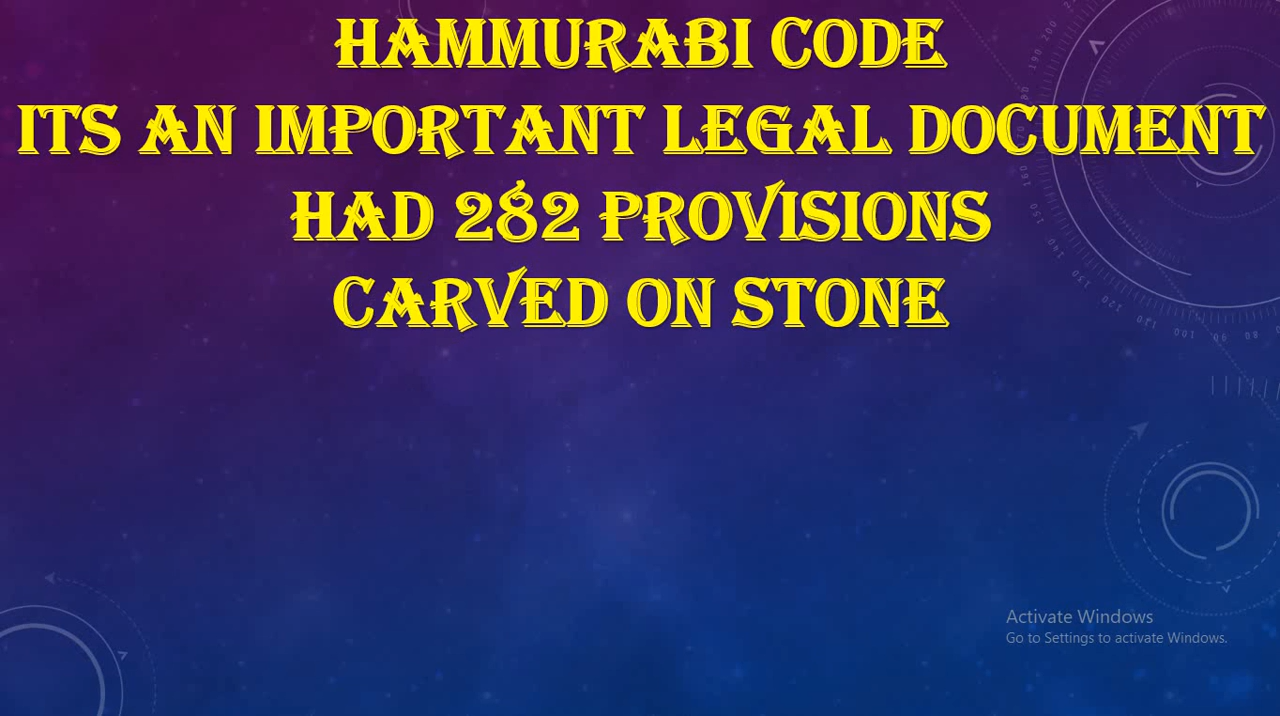 HAMMURABI CODE
ITS AN IMPORTANT LEGAL DOCUMENT
HAD 282 PROVISIONS
CARVED ON STONE
Activate Windows
Go to Settings to activate Windows.